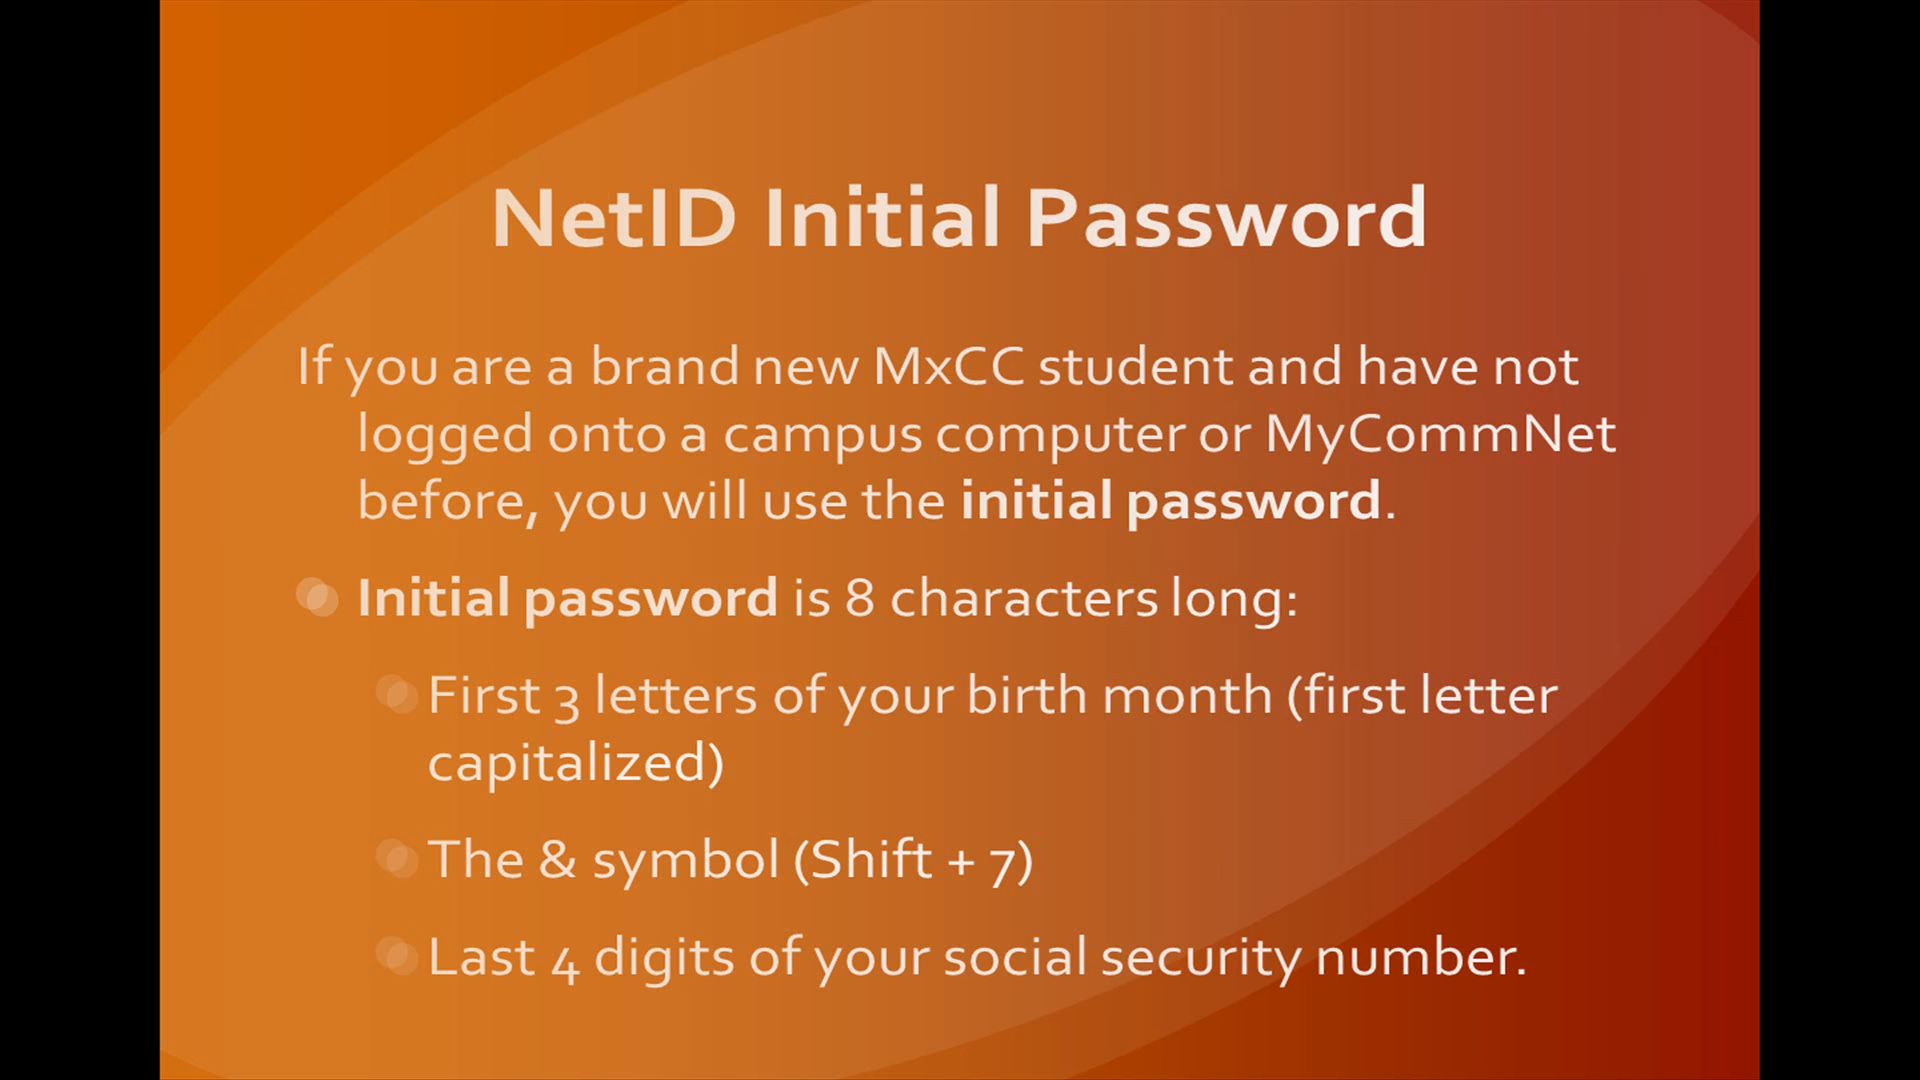 NetID Initial Password
If you are a brand new MxCC student and have not
logged onto a campus computer or MyCommNet
before, you will use the initial password.
Initial password is 8 characters long:
First 3 letters of your birth month (first letter
capitalized)
The & symbol (Shift + 7)
Last 4 digits of your social security number.